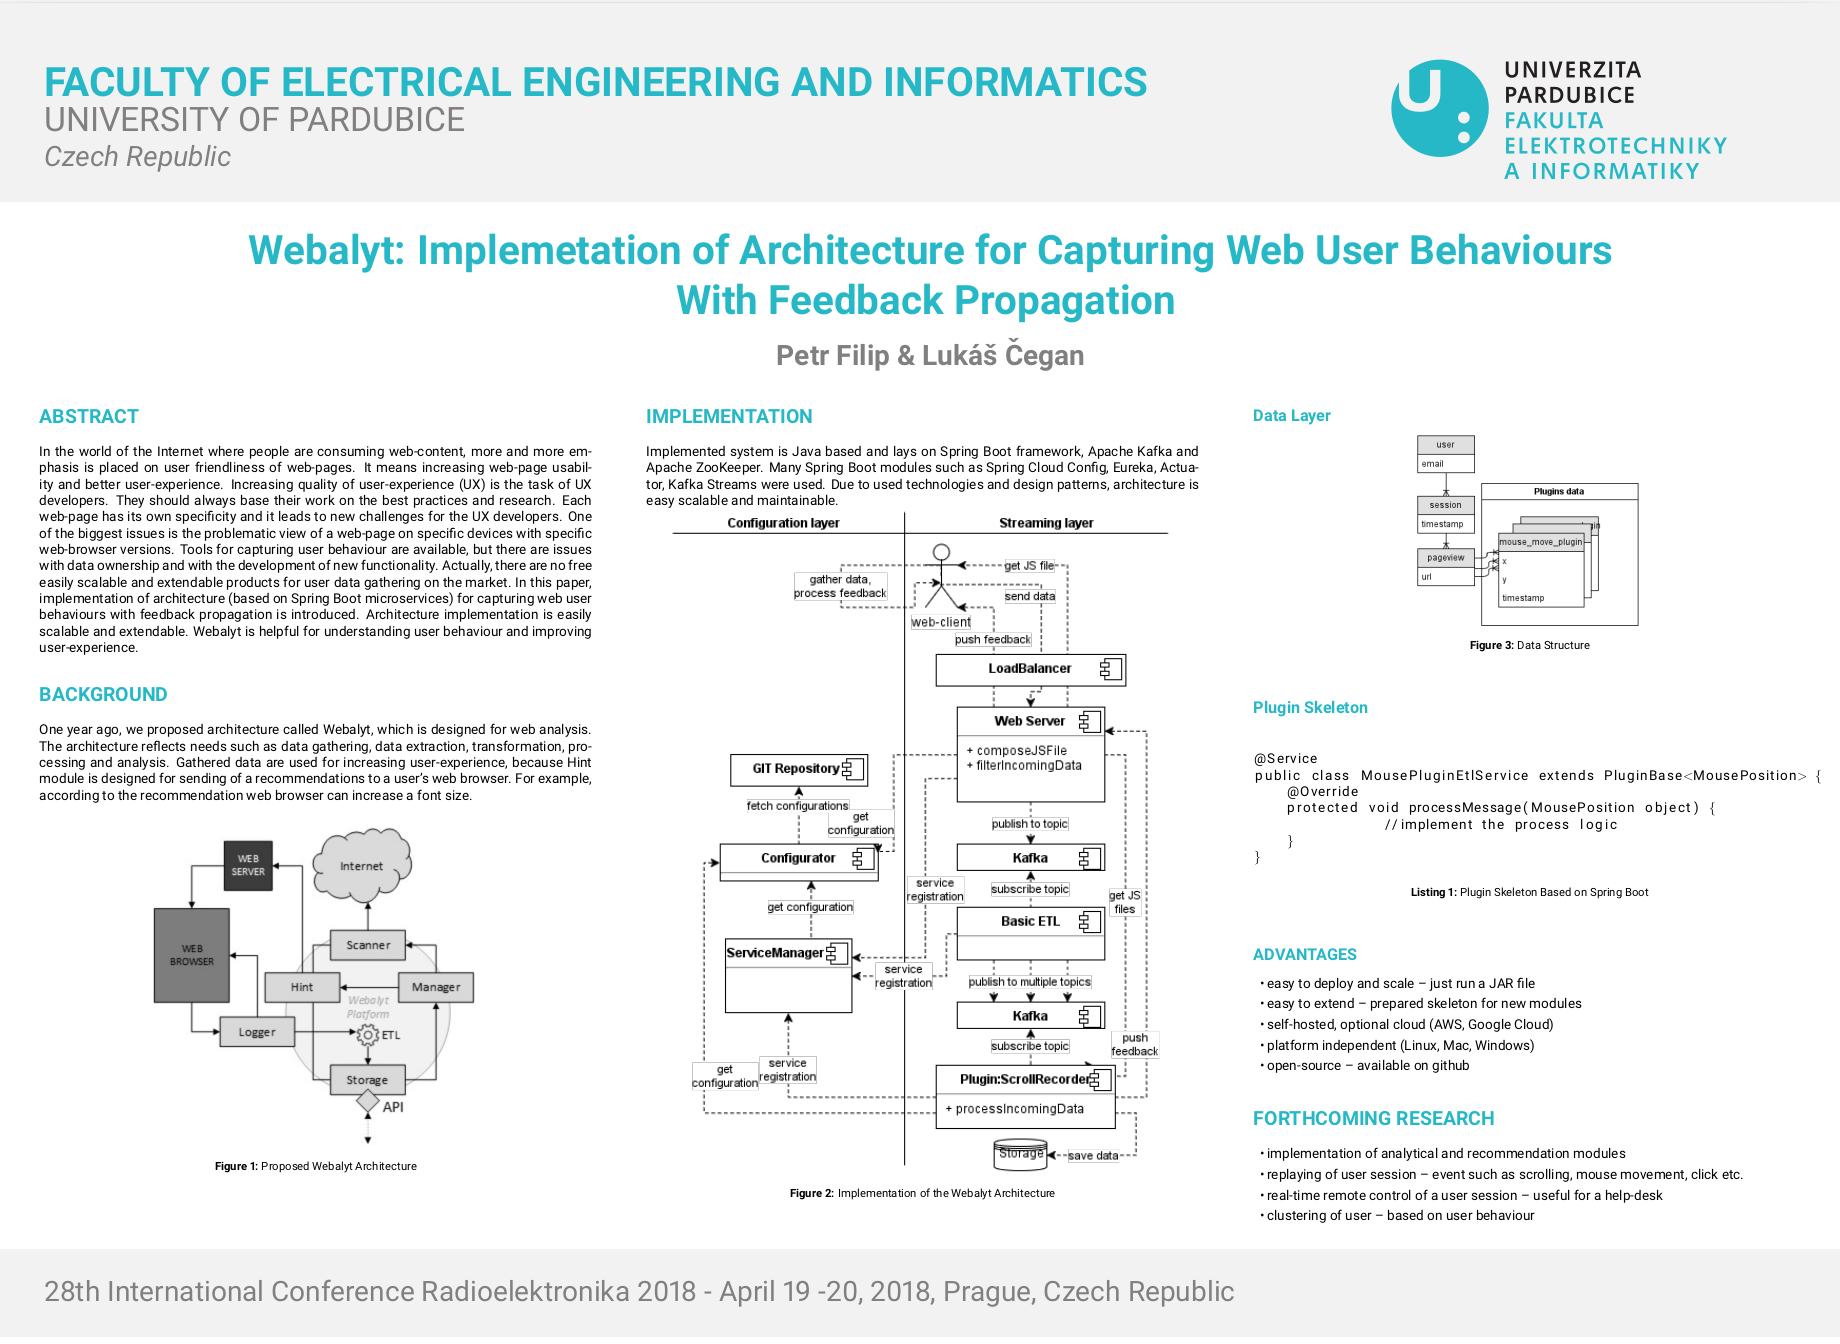 FACULTY OF ELECTRICAL ENGINEERING AND INFORMATICS
UNIVERSITY OF PARDUBICE
Czech Republic
U:
UNIVERZITA
PARDUBICE
FAKULTA
ELEKTROTECHNIKY
A INFORMATIKY
Webalyt: Implemetation of Architecture for Capturing Web User Behaviours
With Feedback Propagation
Petr Filip & Lukáš Čegan
ABSTRACT
In the world of the Internet where people are consuming web-content, more and more em-
phasis is placed on user friendliness of web-pages. It means increasing web-page usabil-
ity and better user-experience. Increasing quality of user-experience (UX) is the task of UX
developers. They should always base their work on the best practices and research. Each
web-page has its own specificity and it leads to new challenges for the UX developers. One
of the biggest issues is the problematic view of a web-page on specific devices with specific
web-browser versions. Tools for capturing user behaviour are available, but there are issues
with data ownership and with the development of new functionality. Actually, there are no free
easily scalable and extendable products for user data gathering on the market. In this paper,
implementation of architecture (based on Spring Boot microservices) for capturing web user
behaviours with feedback propagation is introduced. Architecture implementation is easily
scalable and extendable. Webalyt is helpful for understanding user behaviour and improving
user-experience.
BACKGROUND
One year ago, we proposed architecture called Webalyt, which is designed for web analysis.
The architecture reflects needs such as data gathering, data extraction, transformation, pro-
cessing and analysis. Gathered data are used for increasing user-experience, because Hint
module is designed for sending of a recommendations to a user's web browser. For example,
according to the recommendation web browser can increase a font size.
WEB
SERVER
Internet
WEB
BROWSER
Scanner
Hint
Manager
Webalyt
Platform
Logger
ETL
Storage
API
Figure 1: Proposed Webalyt Architecture
IMPLEMENTATION
Implemented system is Java based and lays on Spring Boot framework, Apache Kafka and
Apache ZooKeeper. Many Spring Boot modules such as Spring Cloud Config, Eureka, Actua-
tor, Kafka Streams were used. Due to used technologies and design patterns, architecture is
easy scalable and maintainable.
Configuration layer
Streaming layer
get JS file
gather data,
process feedback
send data
web-client
push feedback
LoadBalancer
Web Server
+ composeJSFile
+ filterIncomingData
GIT Repository
fetch configurations
get
configuration
publish to topic
Configurator
Kafka
service
registration
subscribe topic
get JS
files
get configuration
Basic ETL
ServiceManager
service
registration
publish to multiple topics
Kafka
subscribe topic
push
feedback
get
configuration
service
registration
Plugin:ScrollRecorder
+ processIncomingData
Storage
save data
Figure 2: Implementation of the Webalyt Architecture
Data Layer
user
email
session
timestamp
pageview
url
Plugins data
mouse_move_plugin
x
y
timestamp
Figure 3: Data Structure
Plugin Skeleton
@Service
public class MousePluginEtlService extends PluginBase<MousePosition> {
@Override
protected void processMessage(MousePosition object) {
//implement the process logic
}
}
Listing 1: Plugin Skeleton Based on Spring Boot
ADVANTAGES
• easy to deploy and scale – just run a JAR file
• easy to extend – prepared skeleton for new modules
• self-hosted, optional cloud (AWS, Google Cloud)
• platform independent (Linux, Mac, Windows)
• open-source – available on github
FORTHCOMING RESEARCH
• implementation of analytical and recommendation modules
• replaying of user session – event such as scrolling, mouse movement, click etc.
• real-time remote control of a user session – useful for a help-desk
• clustering of user – based on user behaviour
28th International Conference Radioelektronika 2018 - April 19 -20, 2018, Prague, Czech Republic